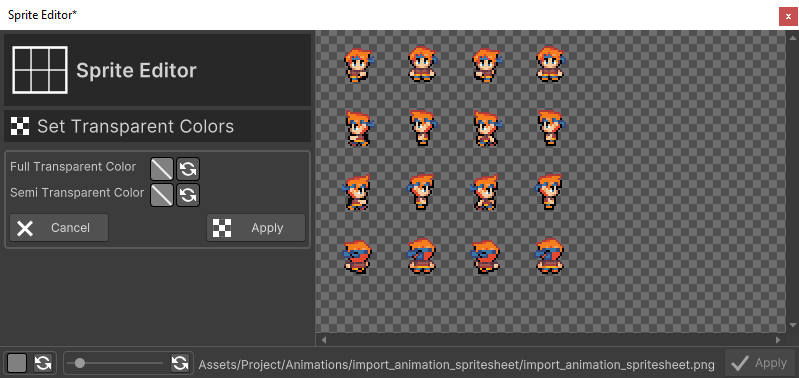 Sprite Editor*
x
Sprite Editor
Set Transparent Colors
Full Transparent Color
Semi Transparent Color
Cancel
Apply
Assets/Project/Animations/import_animation_spritesheet/import_animation_spritesheet.png
Apply